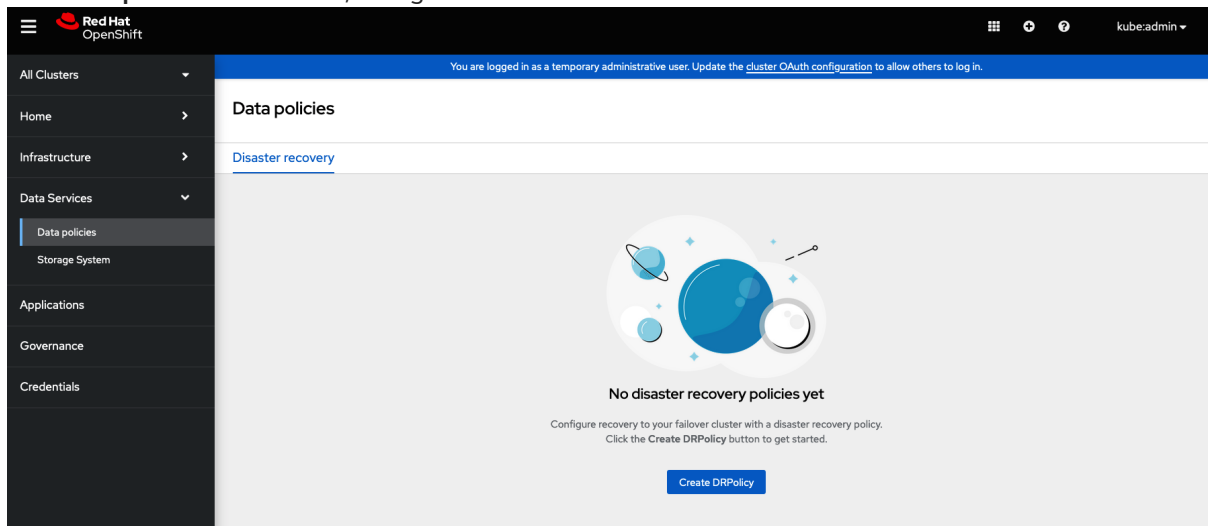 Red Hat
OpenShift
kube:admin
All Clusters
You are logged in as a temporary administrative user. Update the cluster OAuth configuration to allow others to log in.
Home
Data policies
Infrastructure
Disaster recovery
Data Services
Data policies
Storage System
Applications
Governance
Credentials
No disaster recovery policies yet
Configure recovery to your failover cluster with a disaster recovery policy.
Click the Create DRPolicy button to get started.
Create DRPolicy